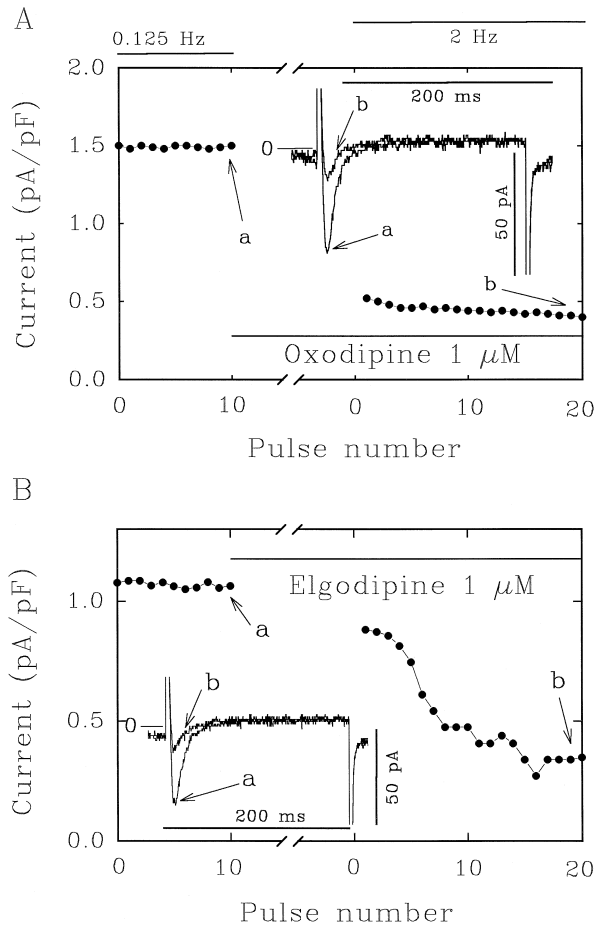 A
0.125 Hz
2 Hz
2.0
1.5
1.0
0.5
0.0
Current (pA/pF)
a
200 ms
b
0
a
50 pA
b
Oxodipine 1 μM
0
10
0
10
20
Pulse number
B
1.0
0.5
0.0
Current (pA/pF)
Elgodipine 1 μM
a
b
b
0
a
50 pA
200 ms
0
10
0
10
20
Pulse number